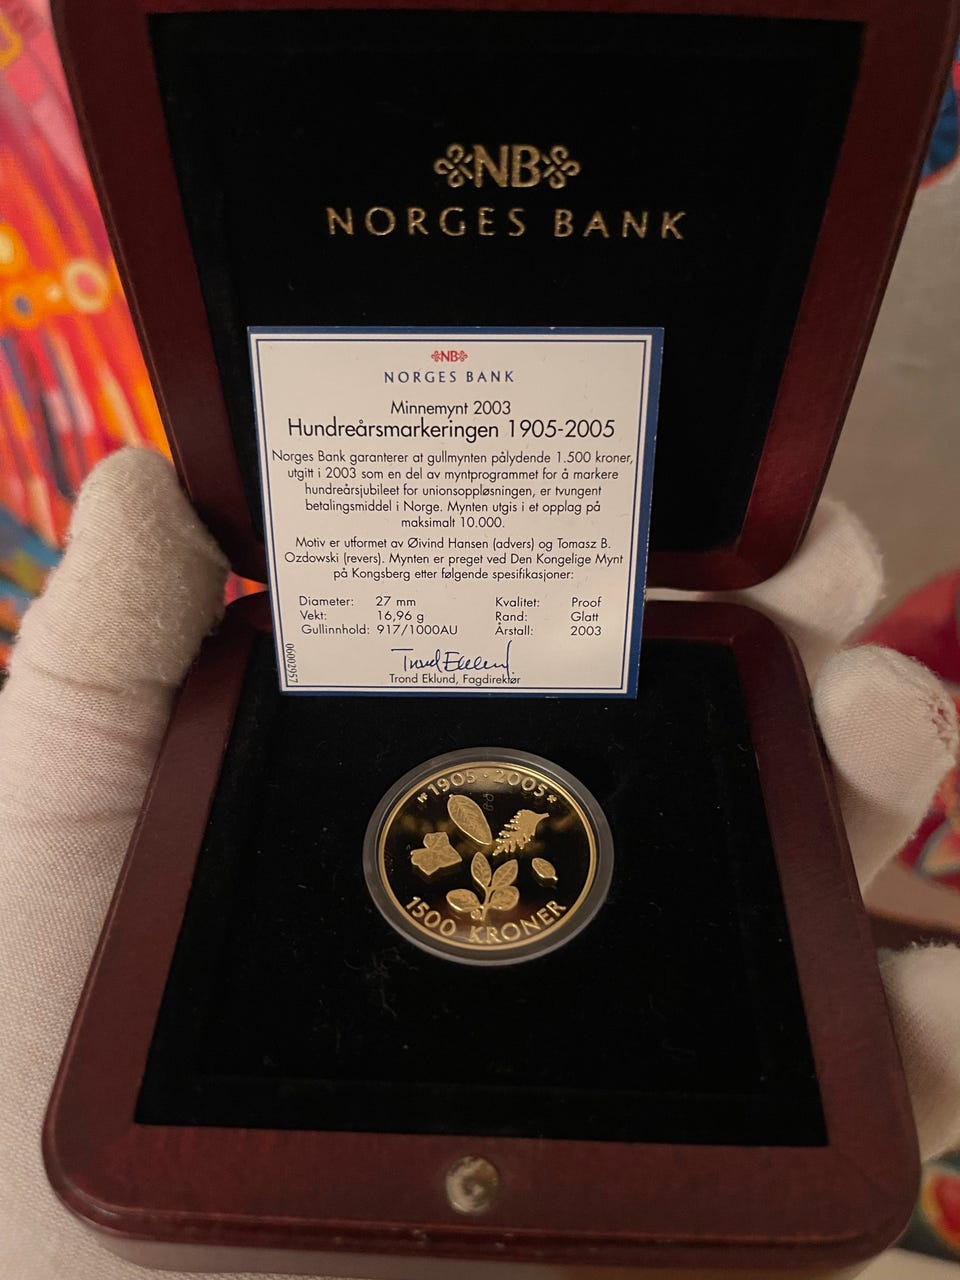 NB
NORGES BANK
NB
NORGES BANK
Minnemynt 2003
Hundreårsmarkeringen 1905-2005
Norges Bank garanterer at gullmynten pålydende 1.500 kroner,
utgitt i 2003 som en del av myntprogrammet for å markere
hundreårsjubileet for unionsoppløsningen, er tvungent
betalingsmiddel i Norge. Mynten utgis i et opplag på
maksimalt 10.000.
Motiv er utformet av Øivind Hansen (advers) og Tomasz B.
Ozdowski (revers). Mynten er preget ved Den Kongelige Mynt
på Kongsberg etter følgende spesifikasjoner:
Diameter: 27 mm Kvalitet: Proof
Vekt: 16,96 g Rand: Glatt
Gullinnhold: 917/1000AU Årstall: 2003
Trond Eklund
Trond Eklund, Fagdirektør
06002957
1905 · 2005
1500 KRONER